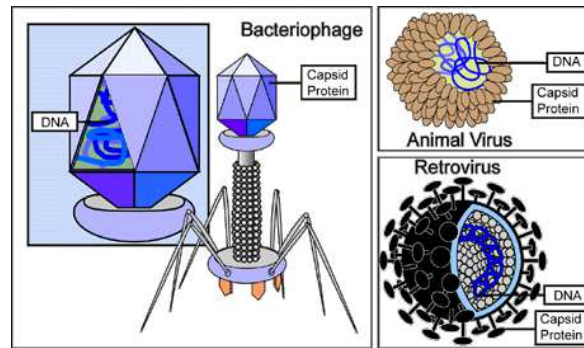 Bacteriophage
DNA
Capsid
Protein
DNA
Capsid
Protein
Animal Virus
Retrovirus
DNA
Capsid
Protein